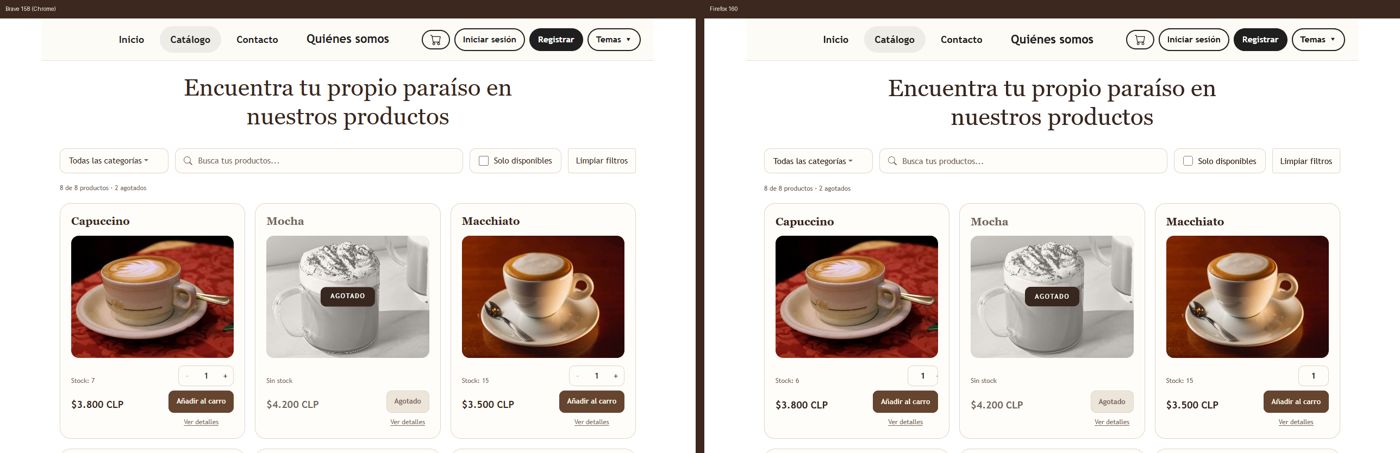 Brave 158 (Chrome)
Inicio Catálogo Contacto Quiénes somos Iniciar sesión Registrar Temas ▼
Encuentra tu propio paraíso en
nuestros productos
Todas las categorías Busca tus productos... Solo disponibles Limpiar filtros
8 de 8 productos · 2 agotados
Capuccino
Stock: 7
- 1 +
$3.800 CLP
Añadir al carro
Ver detalles
Mocha
AGOTADO
Sin stock
$4.200 CLP
Agotado
Ver detalles
Macchiato
Stock: 15
- 1 +
$3.500 CLP
Añadir al carro
Ver detalles
Firefox 160
Inicio Catálogo Contacto Quiénes somos Iniciar sesión Registrar Temas ▼
Encuentra tu propio paraíso en
nuestros productos
Todas las categorías Busca tus productos... Solo disponibles Limpiar filtros
8 de 8 productos · 2 agotados
Capuccino
Stock: 6
1
$3.800 CLP
Añadir al carro
Ver detalles
Mocha
AGOTADO
Sin stock
$4.200 CLP
Agotado
Ver detalles
Macchiato
Stock: 15
1
$3.500 CLP
Añadir al carro
Ver detalles